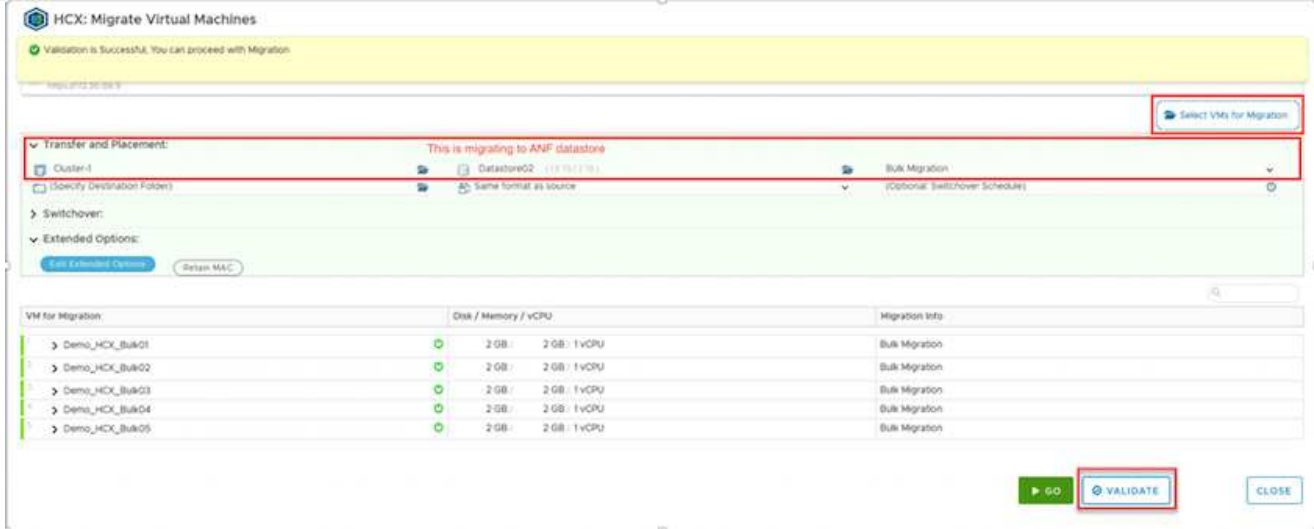 HCX: Migrate Virtual Machines
Validation is Successful, You can proceed with Migration
Select VMs for Migration
Transfer and Placement:
This is migrating to ANF datastore
Cluster-1 Datastore02 Bulk Migration
(Specify Destination Folder) Same format as source (Optional: Switchover Schedule)
Switchover:
Extended Options:
Edit Extended Options Retain MAC
VM for Migration Disk / Memory / vCPU Migration Info
1 Demo_HCX_Bulk01 2 GB / 2 GB / 1 vCPU Bulk Migration
2 Demo_HCX_Bulk02 2 GB / 2 GB / 1 vCPU Bulk Migration
3 Demo_HCX_Bulk03 2 GB / 2 GB / 1 vCPU Bulk Migration
4 Demo_HCX_Bulk04 2 GB / 2 GB / 1 vCPU Bulk Migration
5 Demo_HCX_Bulk05 2 GB / 2 GB / 1 vCPU Bulk Migration
GO VALIDATE CLOSE